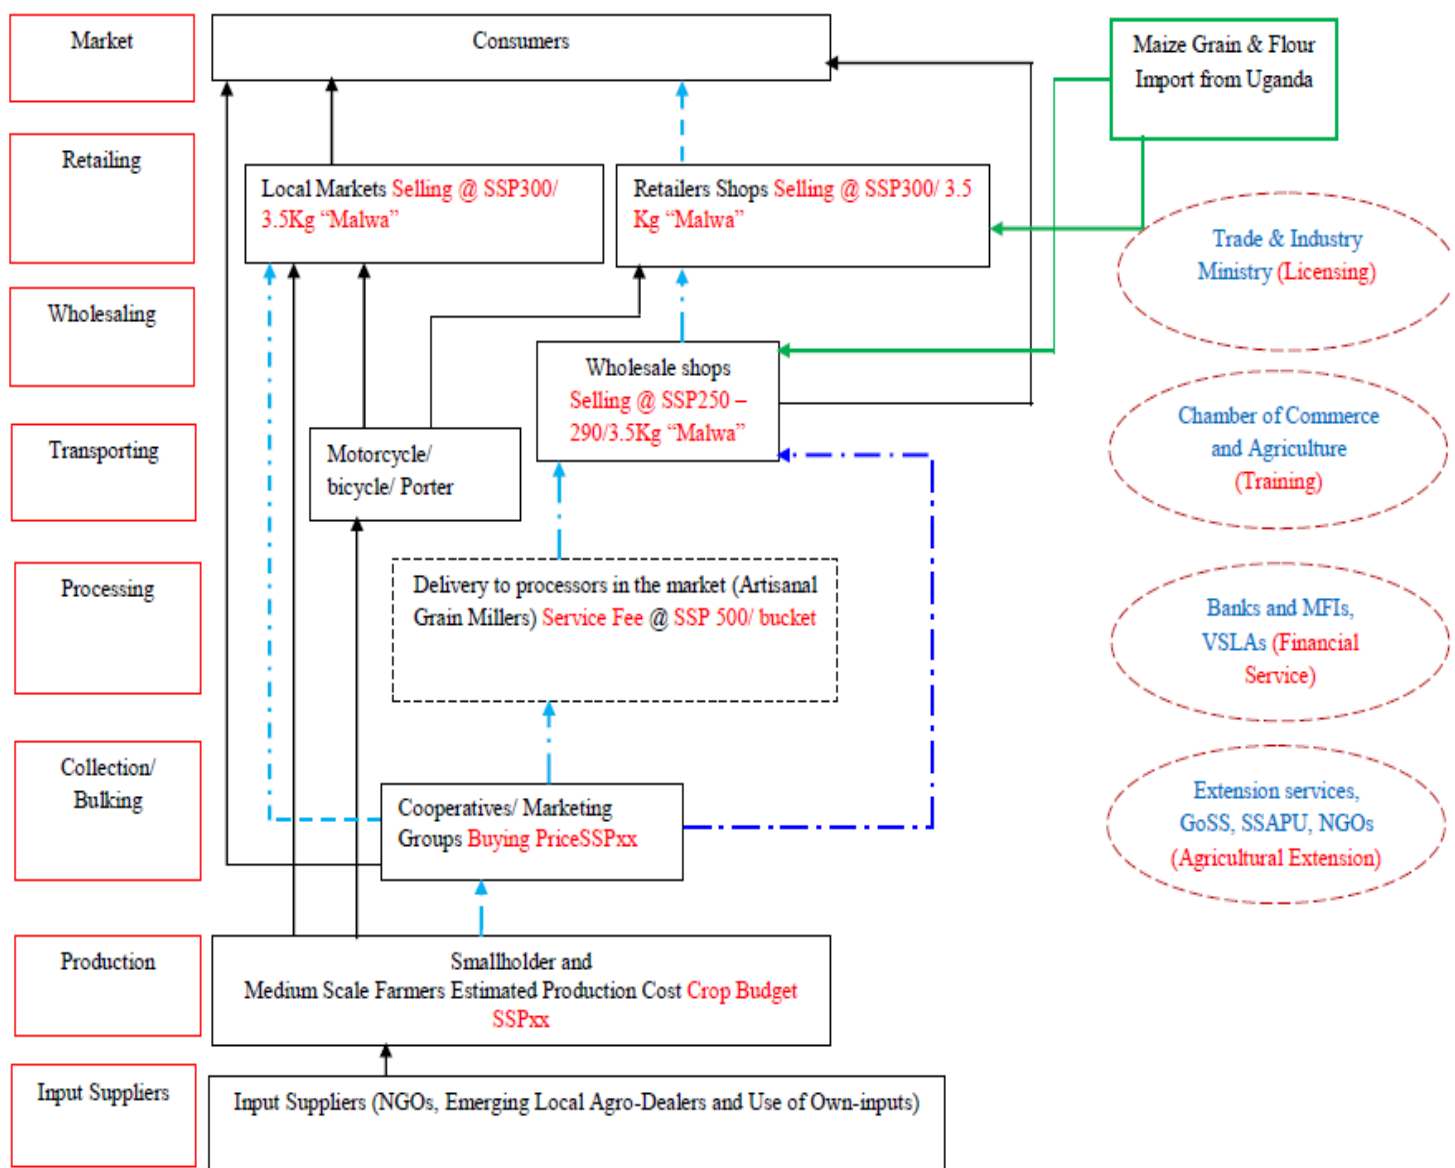 Market
Consumers
Maize Grain & Flour
Import from Uganda
Retailing
Local Markets Selling @ SSP300/
3.5Kg “Malwa”
Retailers Shops Selling @ SSP300/ 3.5
Kg “Malwa”
Trade & Industry
Ministry (Licensing)
Wholesaling
Wholesale shops
Selling @ SSP250 –
290/3.5Kg “Malwa”
Chamber of Commerce
and Agriculture
(Training)
Transporting
Motorcycle/
bicycle/ Porter
Processing
Delivery to processors in the market (Artisanal
Grain Millers) Service Fee @ SSP 500/ bucket
Banks and MFIs,
VSLAs (Financial
Service)
Collection/
Bulking
Cooperatives/ Marketing
Groups Buying PriceSSPxx
Extension services,
GoSS, SSAPU, NGOs
(Agricultural Extension)
Production
Smallholder and
Medium Scale Farmers Estimated Production Cost Crop Budget
SSPxx
Input Suppliers
Input Suppliers (NGOs, Emerging Local Agro-Dealers and Use of Own-inputs)